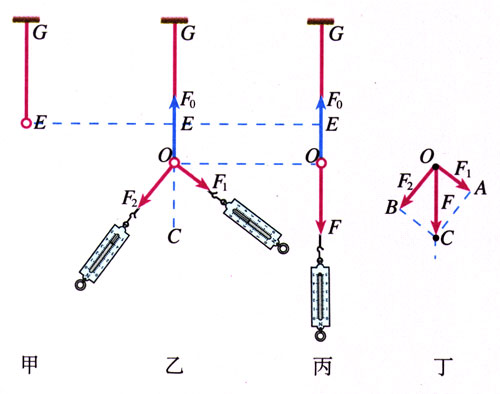 G G G
F₀ F₀
E E E
O O O
F₂ F₁ F F₂ F F₁
A
B
C C
甲 乙 丙 丁